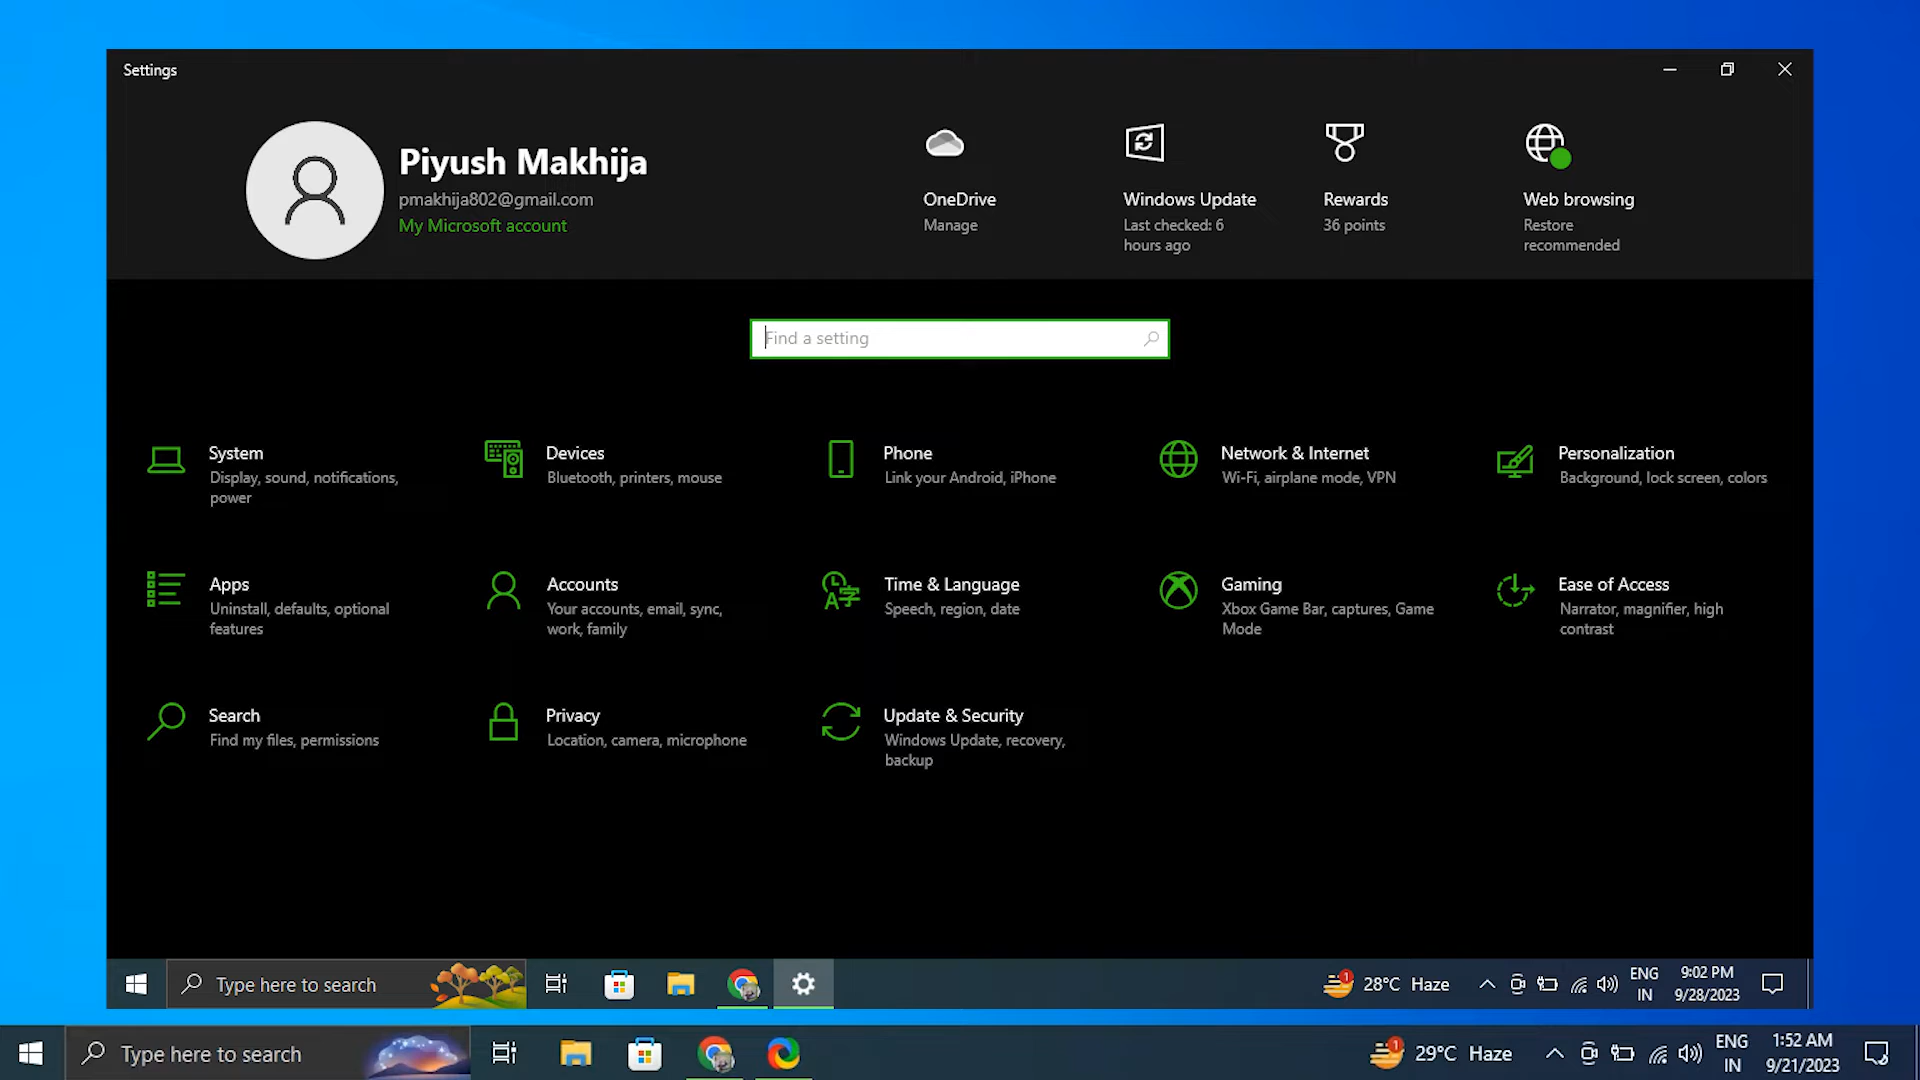 Settings
Piyush Makhija
pmakhija802@gmail.com
My Microsoft account
OneDrive
Manage
Windows Update
Last checked: 6
hours ago
Rewards
36 points
Web browsing
Restore
recommended
Find a setting
System
Display, sound, notifications,
power
Devices
Bluetooth, printers, mouse
Phone
Link your Android, iPhone
Network & Internet
Wi-Fi, airplane mode, VPN
Personalization
Background, lock screen, colors
Apps
Uninstall, defaults, optional
features
Accounts
Your accounts, email, sync,
work, family
Time & Language
Speech, region, date
Gaming
Xbox Game Bar, captures, Game
Mode
Ease of Access
Narrator, magnifier, high
contrast
Search
Find my files, permissions
Privacy
Location, camera, microphone
Update & Security
Windows Update, recovery,
backup
Type here to search
1
28°C Haze
ENG
IN
9:02 PM
9/28/2023
Type here to search
1
29°C Haze
ENG
IN
1:52 AM
9/21/2023